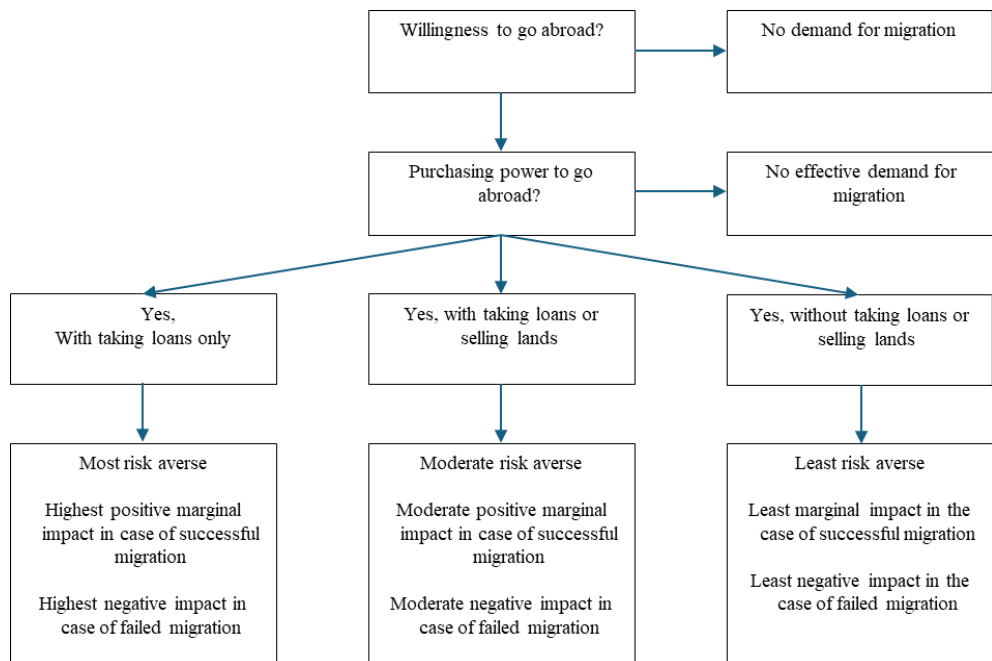 Willingness to go abroad?
No demand for migration
Purchasing power to go
abroad?
No effective demand for
migration
Yes,
With taking loans only
Yes, with taking loans or
selling lands
Yes, without taking loans or
selling lands
Most risk averse
Highest positive marginal
impact in case of successful
migration
Highest negative impact in
case of failed migration
Moderate risk averse
Moderate positive marginal
impact in case of successful
migration
Moderate negative impact in
case of failed migration
Least risk averse
Least marginal impact in the
case of successful migration
Least negative impact in the
case of failed migration